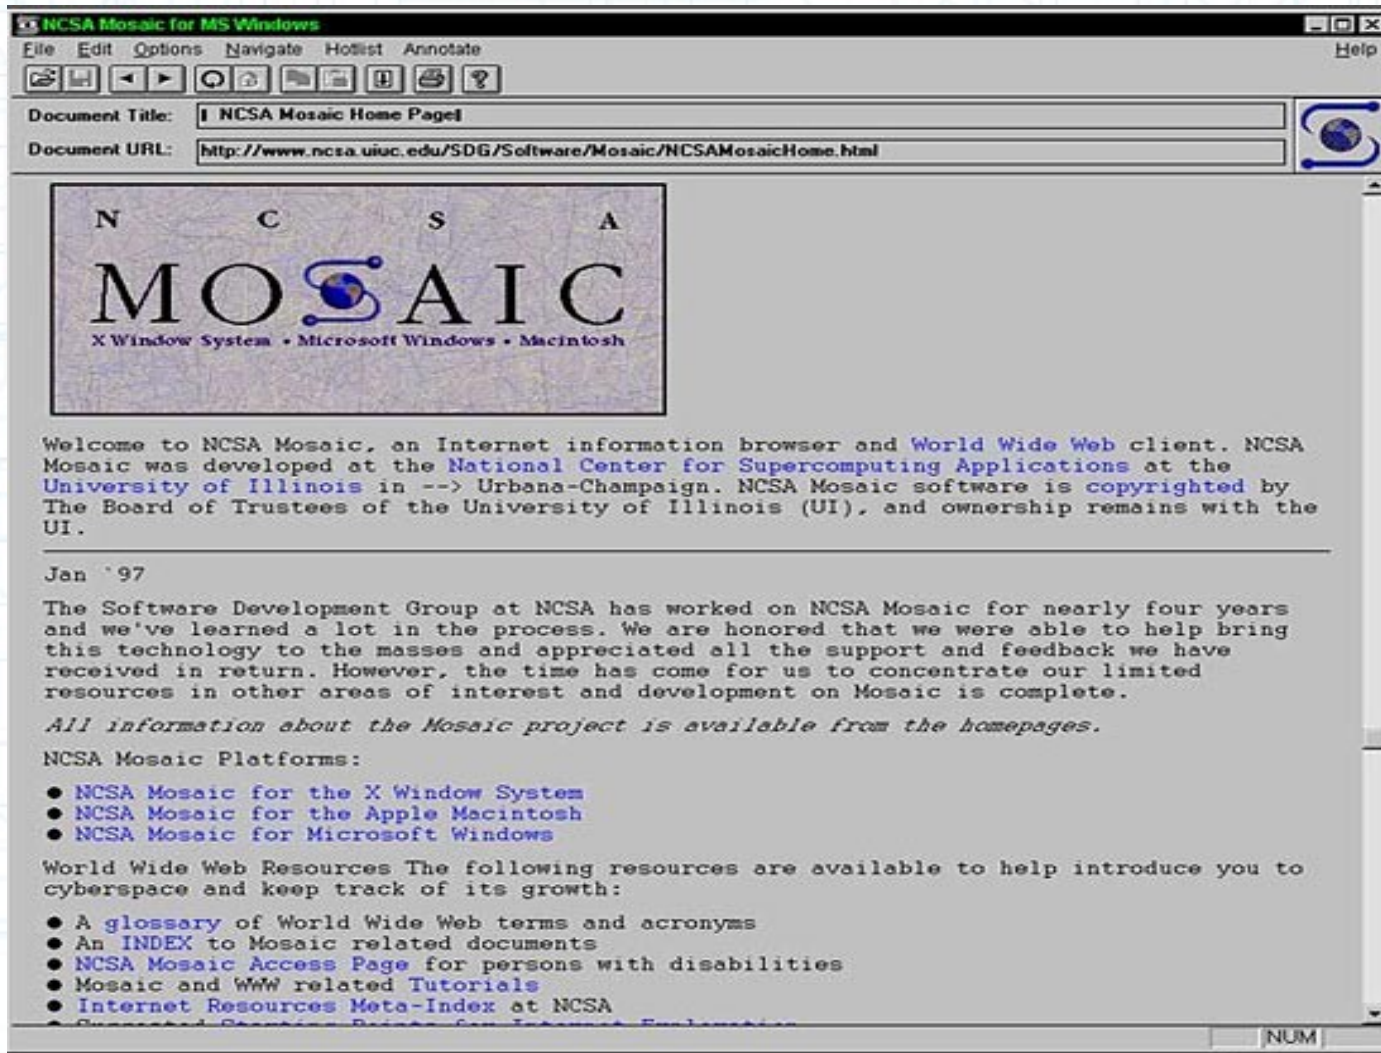 NCSA Mosaic for MS Windows
File Edit Options Navigate Hotlist Annotate Help
Document Title: NCSA Mosaic Home Page
Document URL: http://www.ncsa.uiuc.edu/SDG/Software/Mosaic/NCSAMosaicHome.html
N C S A
MOSAIC
X Window System • Microsoft Windows • Macintosh
Welcome to NCSA Mosaic, an Internet information browser and World Wide Web client. NCSA
Mosaic was developed at the National Center for Supercomputing Applications at the
University of Illinois in --> Urbana-Champaign. NCSA Mosaic software is copyrighted by
The Board of Trustees of the University of Illinois (UI), and ownership remains with the
UI.
Jan `97
The Software Development Group at NCSA has worked on NCSA Mosaic for nearly four years
and we've learned a lot in the process. We are honored that we were able to help bring
this technology to the masses and appreciated all the support and feedback we have
received in return. However, the time has come for us to concentrate our limited
resources in other areas of interest and development on Mosaic is complete.
All information about the Mosaic project is available from the homepages.
NCSA Mosaic Platforms:
● NCSA Mosaic for the X Window System
● NCSA Mosaic for the Apple Macintosh
● NCSA Mosaic for Microsoft Windows
World Wide Web Resources The following resources are available to help introduce you to
cyberspace and keep track of its growth:
● A glossary of World Wide Web terms and acronyms
● An INDEX to Mosaic related documents
● NCSA Mosaic Access Page for persons with disabilities
● Mosaic and WWW related Tutorials
● Internet Resources Meta-Index at NCSA
NUM